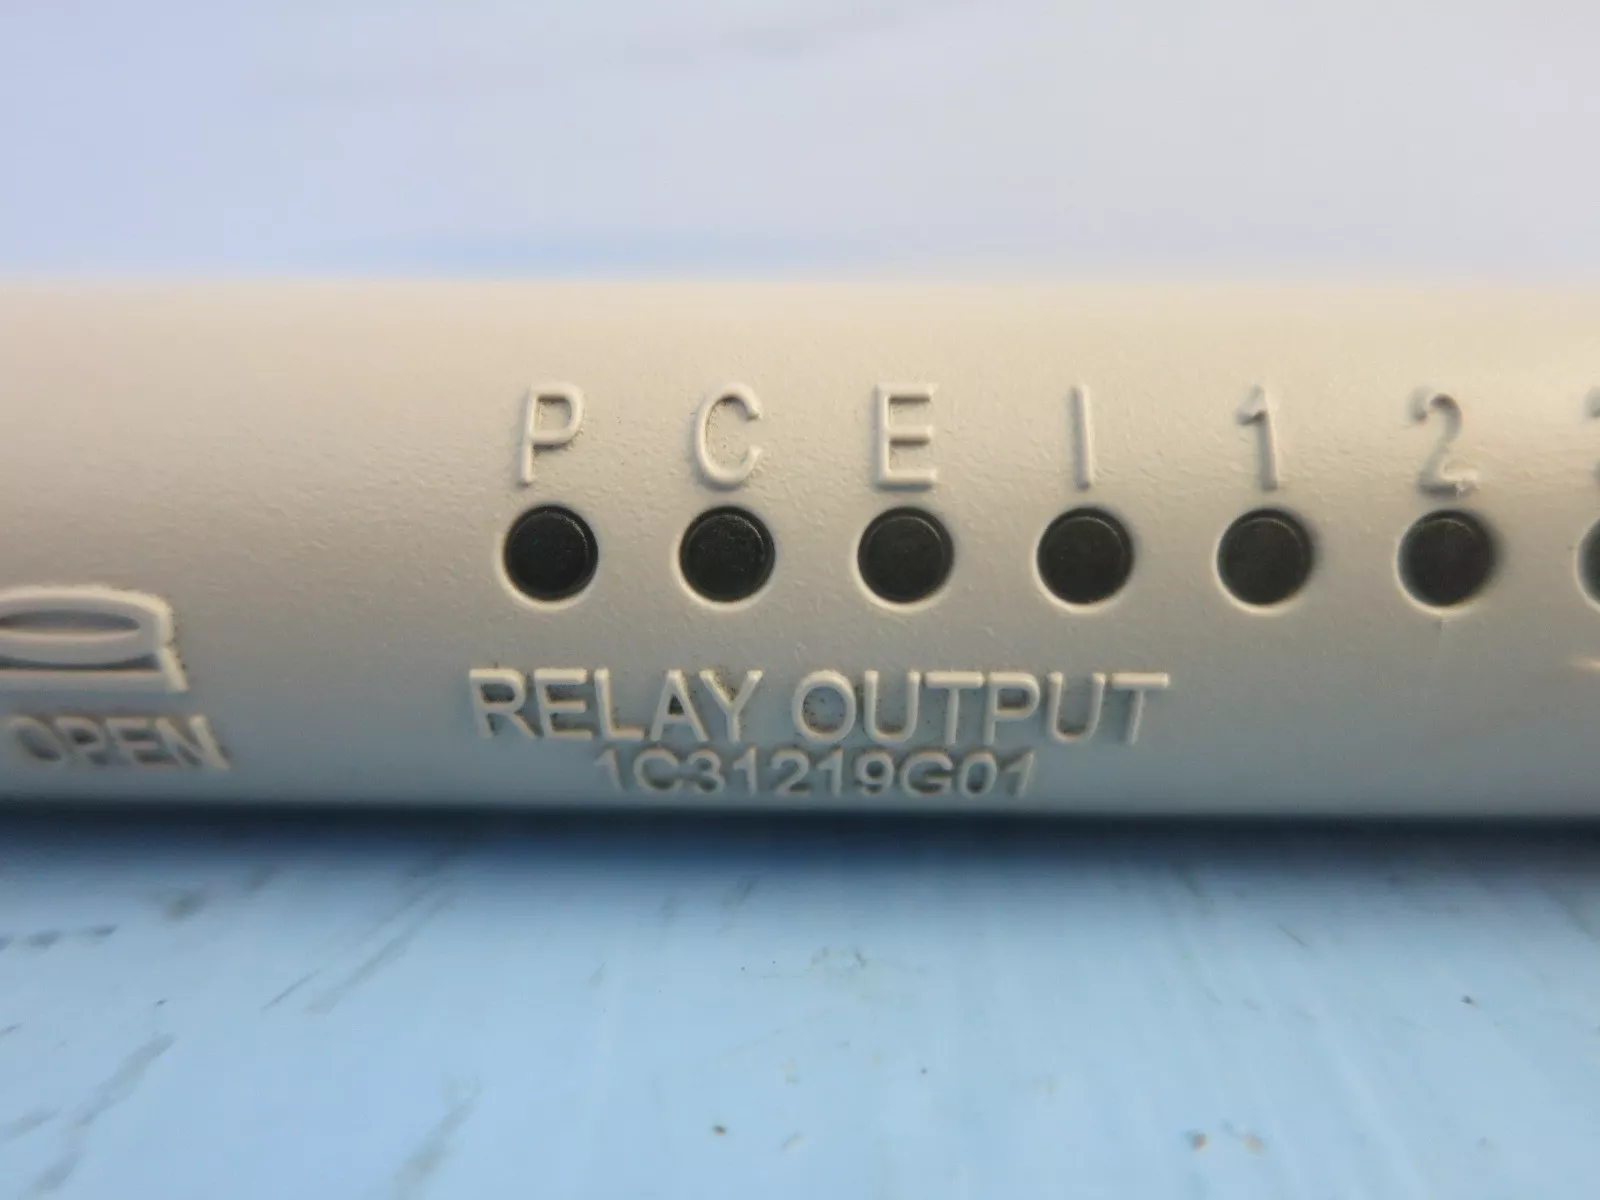 P C E I 1 2
OPEN
RELAY OUTPUT
1C31219G01